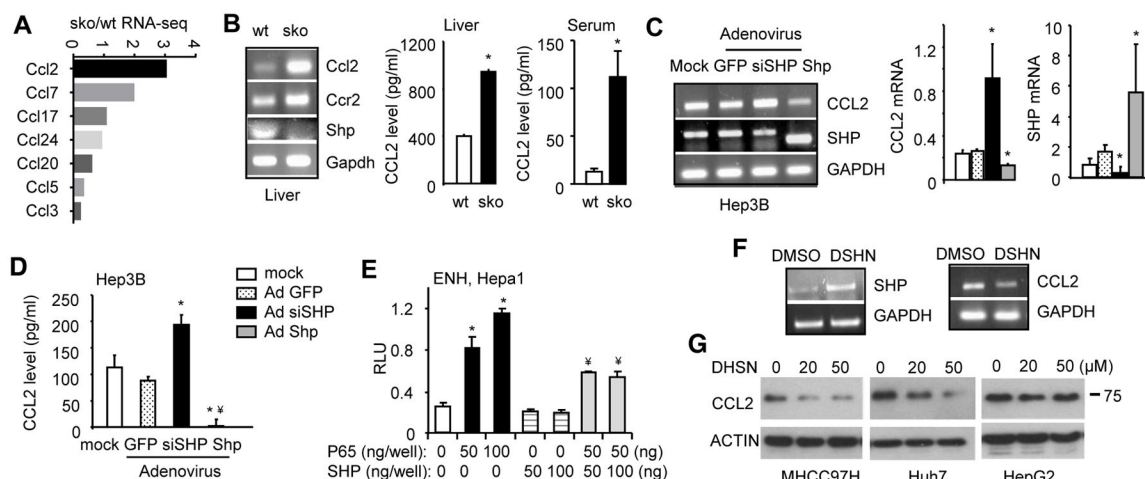 A
sko/wt RNA-seq
0 1 2 3 4
Ccl2
Ccl7
Ccl17
Ccl24
Ccl20
Ccl5
Ccl3
B
wt sko
Ccl2
Ccr2
Shp
Gapdh
Liver
Liver
CCL2 level (pg/ml)
1200
800
400
0
*
wt sko
Serum
CCL2 level (pg/ml)
150
100
50
0
*
wt sko
C
Adenovirus
Mock GFP siSHP Shp
CCL2
SHP
GAPDH
Hep3B
CCL2 mRNA
1.2
0.8
0.4
0
*
*
SHP mRNA
10
8
6
4
2
0
*
*
D
Hep3B
CCL2 level (pg/ml)
250
200
150
100
50
0
*
* ¥
mock GFP siSHP Shp
Adenovirus
mock
Ad GFP
Ad siSHP
Ad Shp
E
ENH, Hepa1
RLU
1.2
0.8
0.4
0
*
*
¥
¥
P65 (ng/well): 0 50 100 0 0 50 50 (ng)
SHP (ng/well): 0 0 0 50 100 50 100 (ng)
F
DMSO DSHN
SHP
GAPDH
DMSO DSHN
CCL2
GAPDH
G
DHSN 0 20 50 0 20 50 0 20 50 (µM)
CCL2
75
ACTIN
MHCC97H Huh7 HepG2